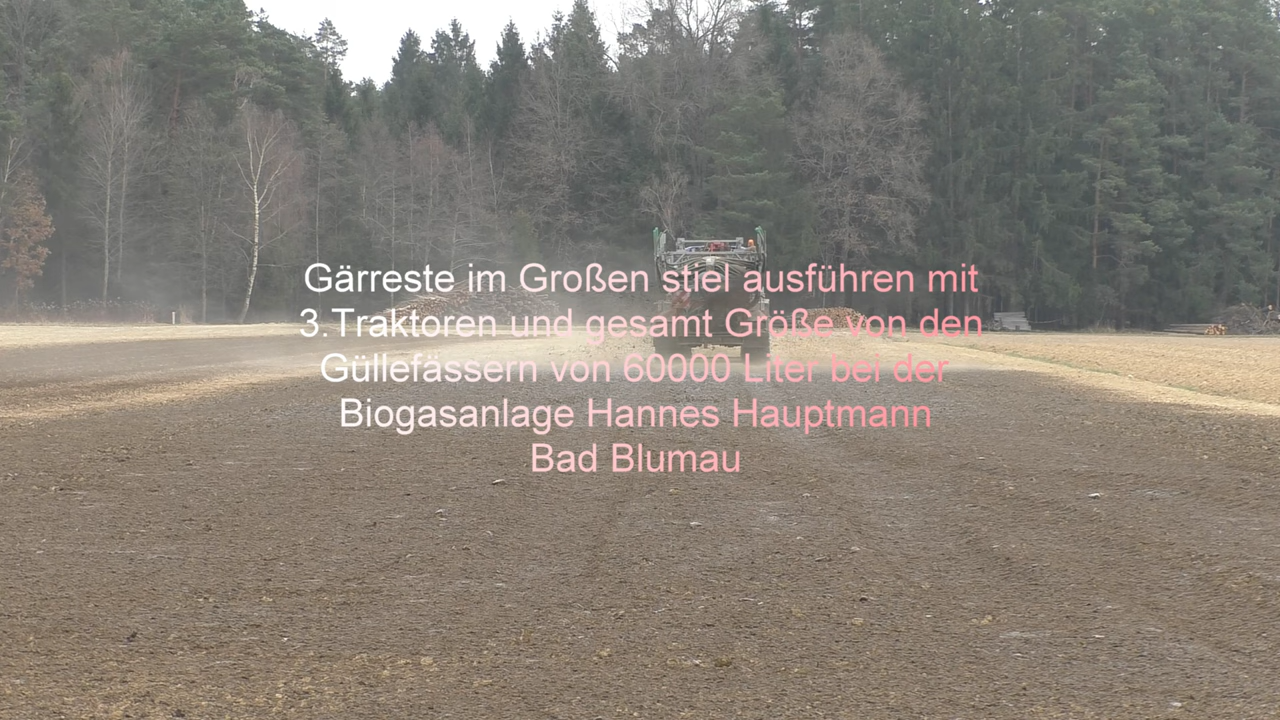 Gärreste im Großen stiel ausführen mit
3.Traktoren und gesamt Größe von den
Güllefässern von 60000 Liter bei der
Biogasanlage Hannes Hauptmann
Bad Blumau